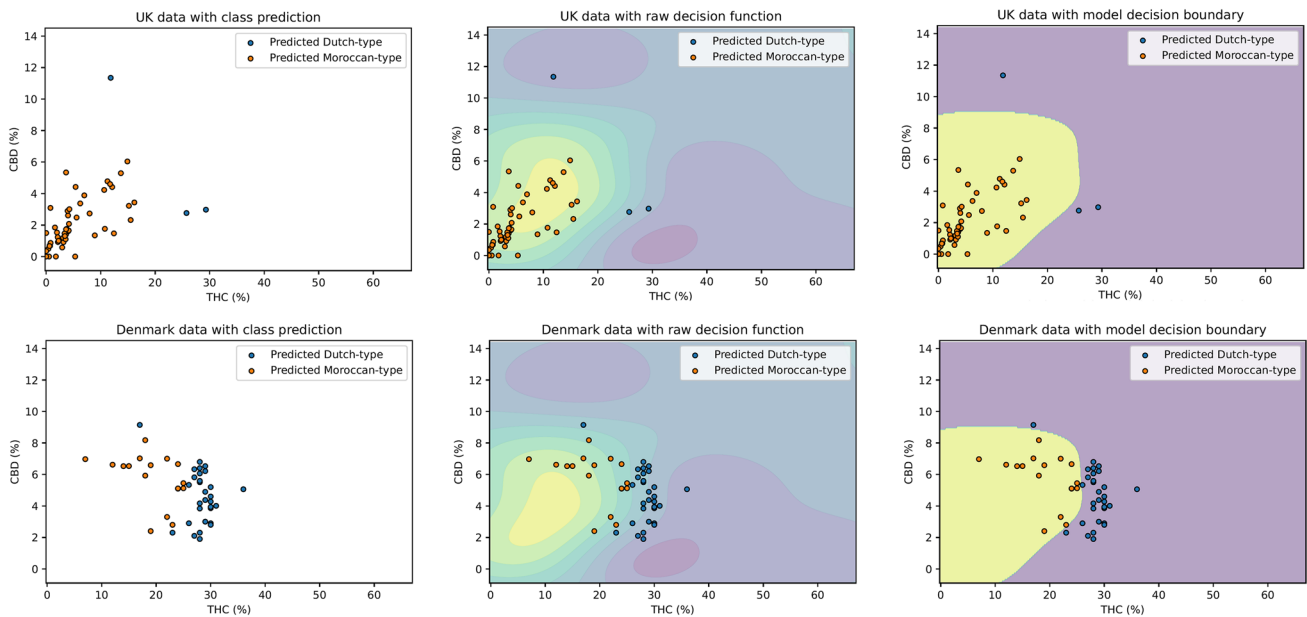 UK data with class prediction
Predicted Dutch-type
Predicted Moroccan-type
14
12
10
8
6
4
2
0
CBD (%)
0 10 20 30 40 50 60
THC (%)
UK data with raw decision function
Predicted Dutch-type
Predicted Moroccan-type
14
12
10
8
6
4
2
0
CBD (%)
0 10 20 30 40 50 60
THC (%)
UK data with model decision boundary
Predicted Dutch-type
Predicted Moroccan-type
14
12
10
8
6
4
2
0
CBD (%)
0 10 20 30 40 50 60
THC (%)
Denmark data with class prediction
Predicted Dutch-type
Predicted Moroccan-type
14
12
10
8
6
4
2
0
CBD (%)
0 10 20 30 40 50 60
THC (%)
Denmark data with raw decision function
Predicted Dutch-type
Predicted Moroccan-type
14
12
10
8
6
4
2
0
CBD (%)
0 10 20 30 40 50 60
THC (%)
Denmark data with model decision boundary
Predicted Dutch-type
Predicted Moroccan-type
14
12
10
8
6
4
2
0
CBD (%)
0 10 20 30 40 50 60
THC (%)